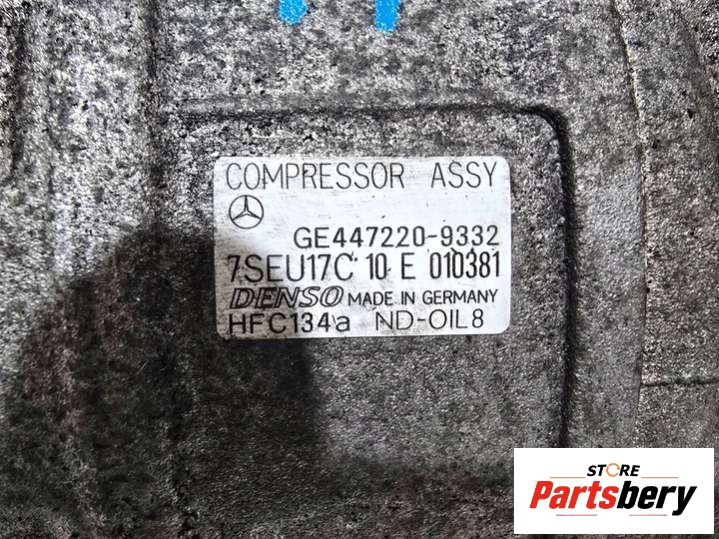 COMPRESSOR ASSY
GE447220-9332
7SEU17C 10 E 010381
DENSO MADE IN GERMANY
HFC134a ND-OIL8
STORE
Partsbery